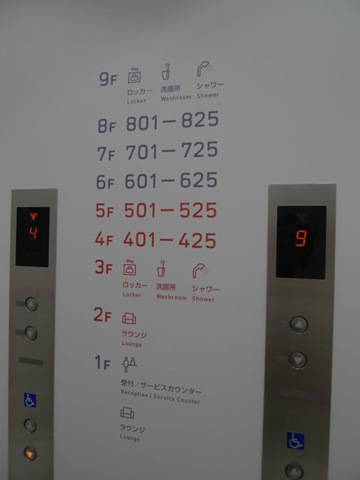 9F
ロッカー 洗面所 シャワー
Locker Washroom Shower
8F 801－825
7F 701－725
6F 601－625
5F 501－525
4F 401－425
3F
ロッカー 洗面所 シャワー
Locker Washroom Shower
2F
ラウンジ
Lounge
1F
受付／サービスカウンター
Reception / Service Counter
ラウンジ
Lounge
4
9